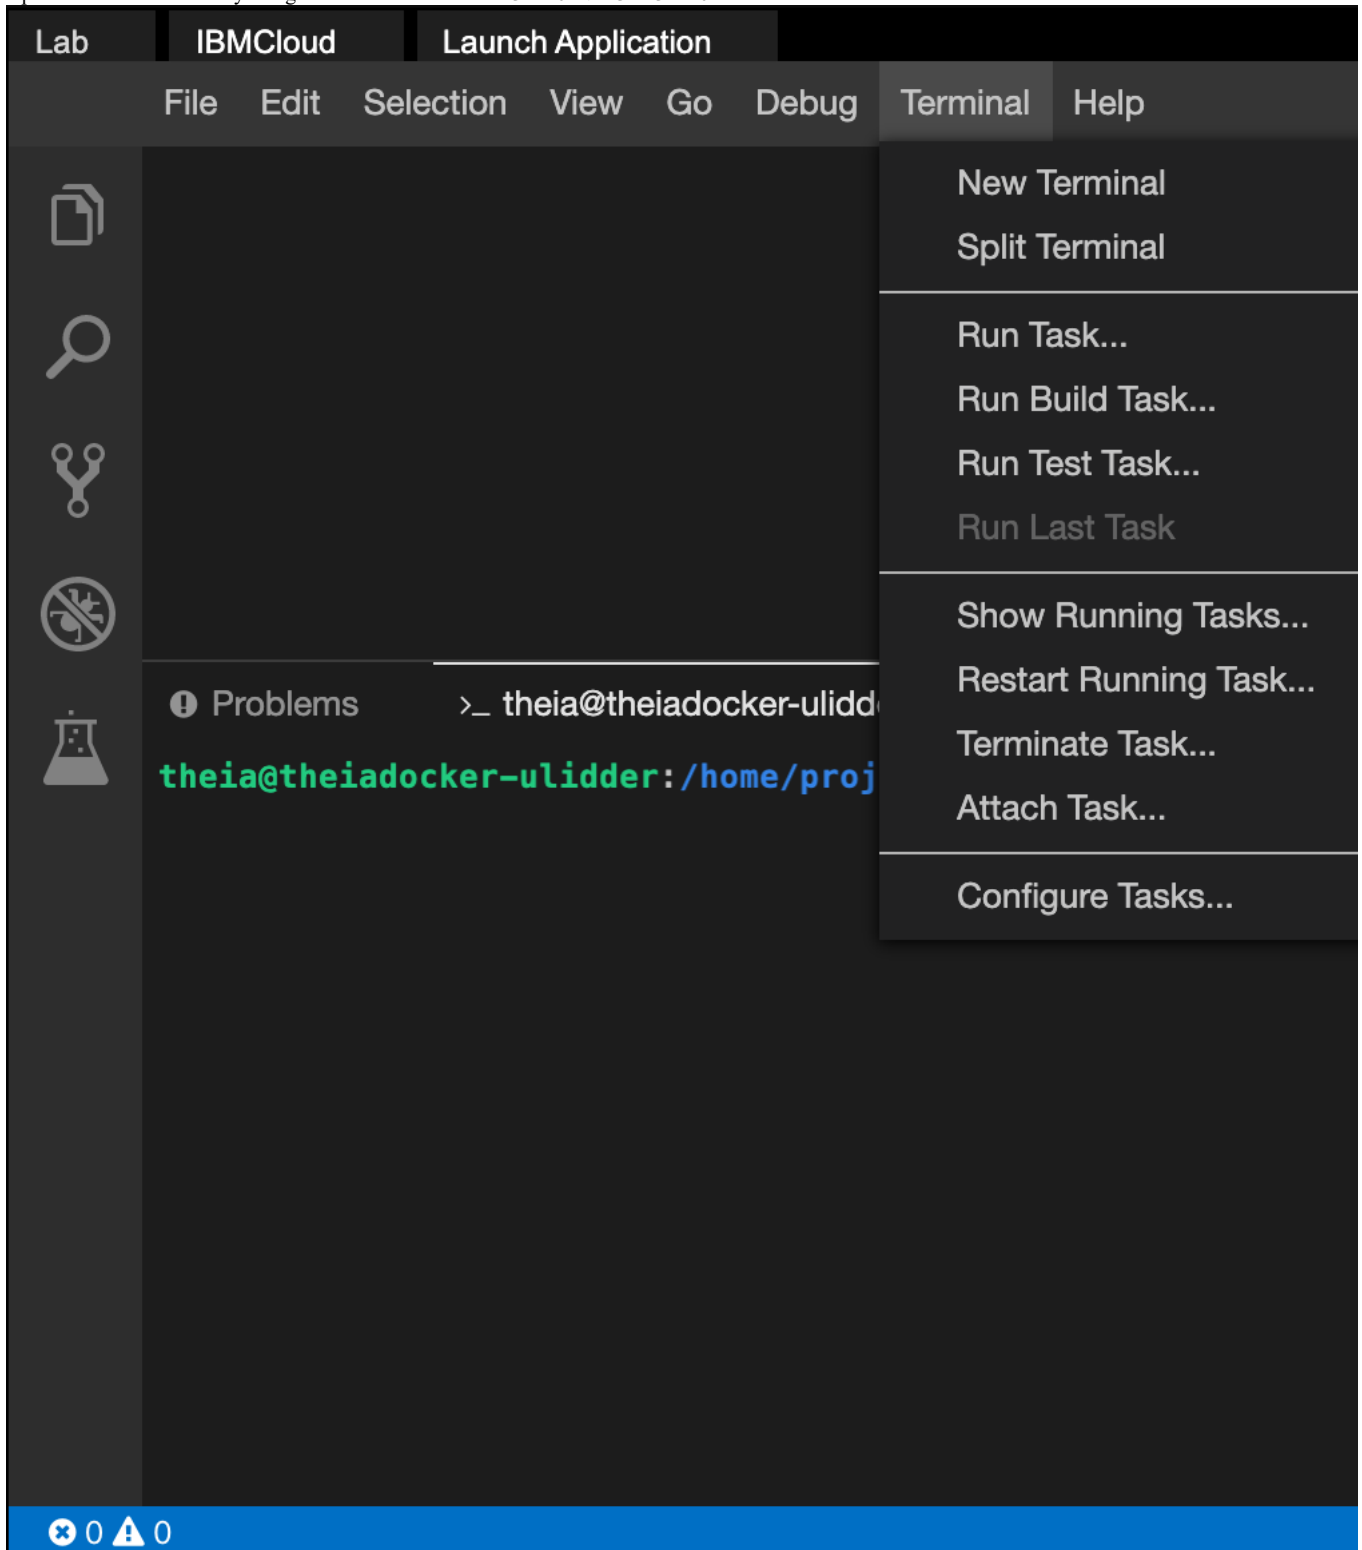 Lab IBMCloud Launch Application
File Edit Selection View Go Debug Terminal Help
New Terminal
Split Terminal
Run Task...
Run Build Task...
Run Test Task...
Run Last Task
Show Running Tasks...
Restart Running Task...
Terminate Task...
Attach Task...
Configure Tasks...
Problems >_ theia@theiadocker-ulidd
theia@theiadocker-ulidder:/home/proj
0 0